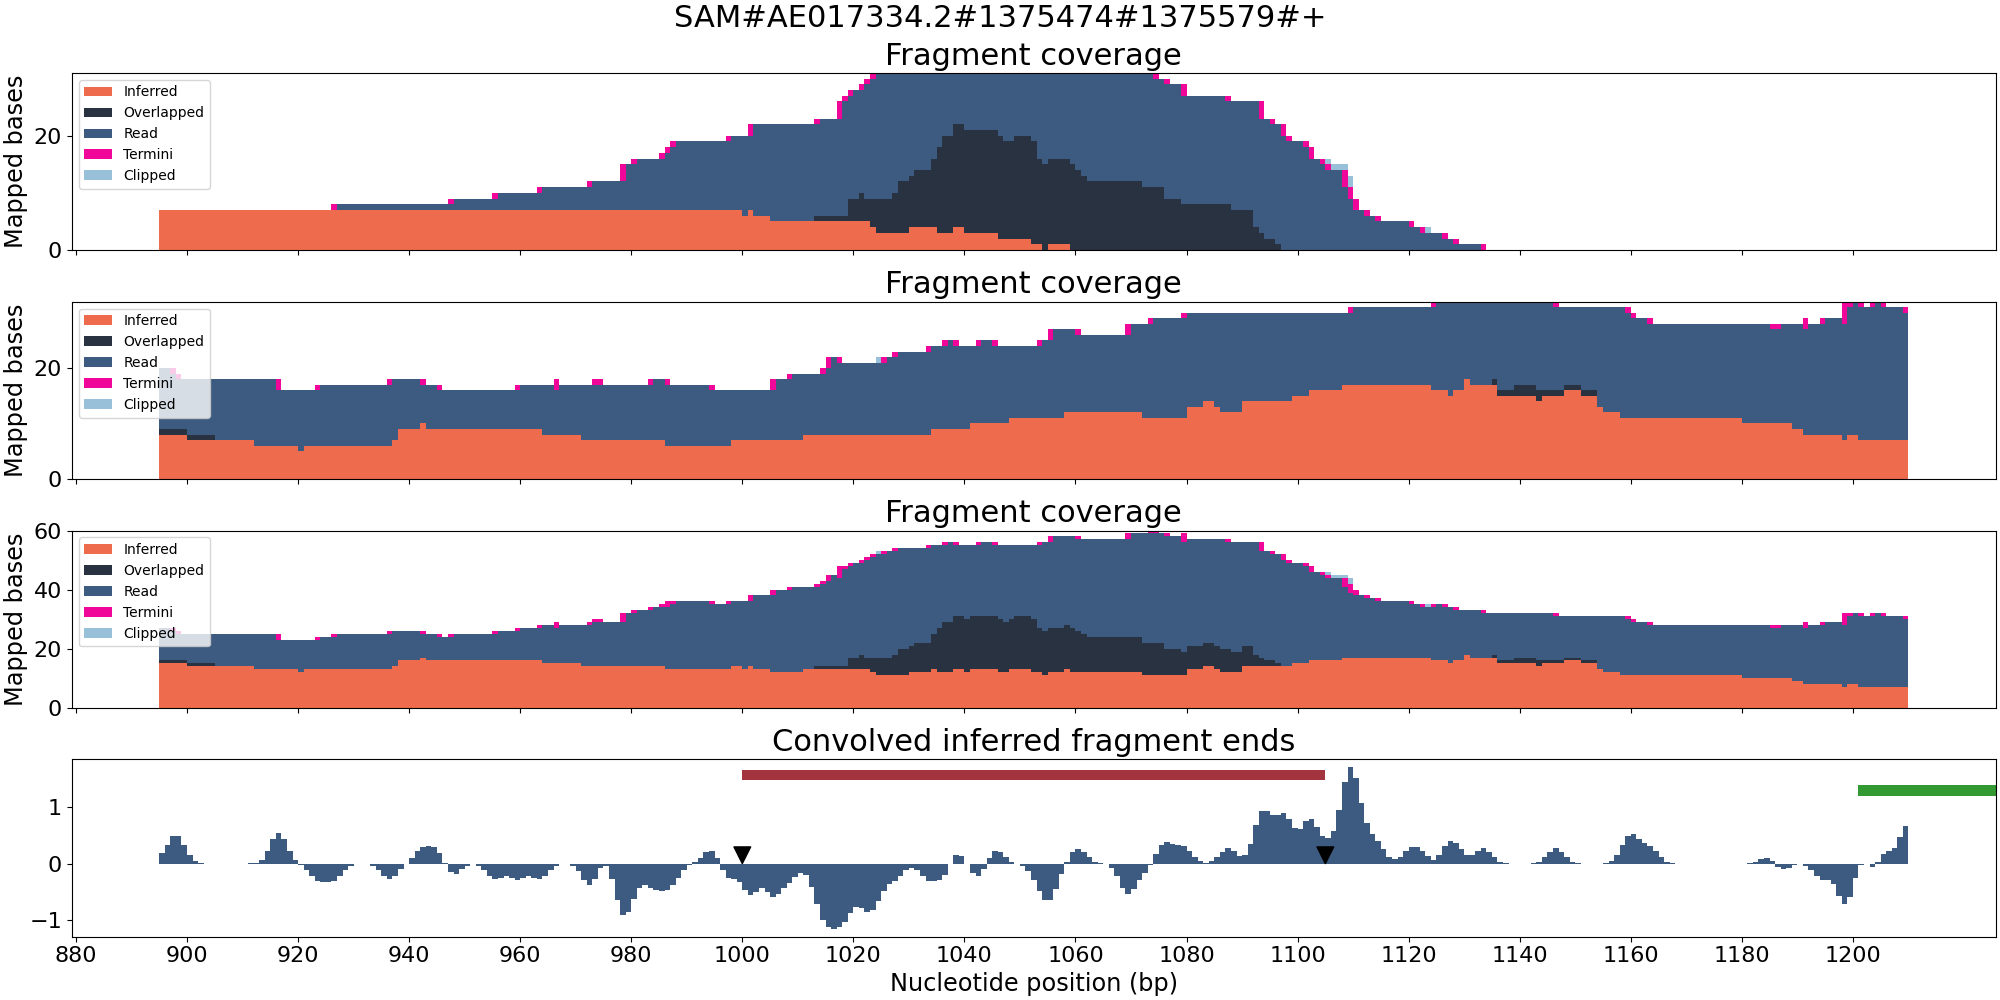 SAM#AE017334.2#1375474#1375579#+
Fragment coverage
Mapped bases
20
0
Inferred
Overlapped
Read
Termini
Clipped
Fragment coverage
Mapped bases
20
0
Inferred
Overlapped
Read
Termini
Clipped
Fragment coverage
Mapped bases
60
40
20
0
Inferred
Overlapped
Read
Termini
Clipped
Convolved inferred fragment ends
1
0
−1
880 900 920 940 960 980 1000 1020 1040 1060 1080 1100 1120 1140 1160 1180 1200
Nucleotide position (bp)